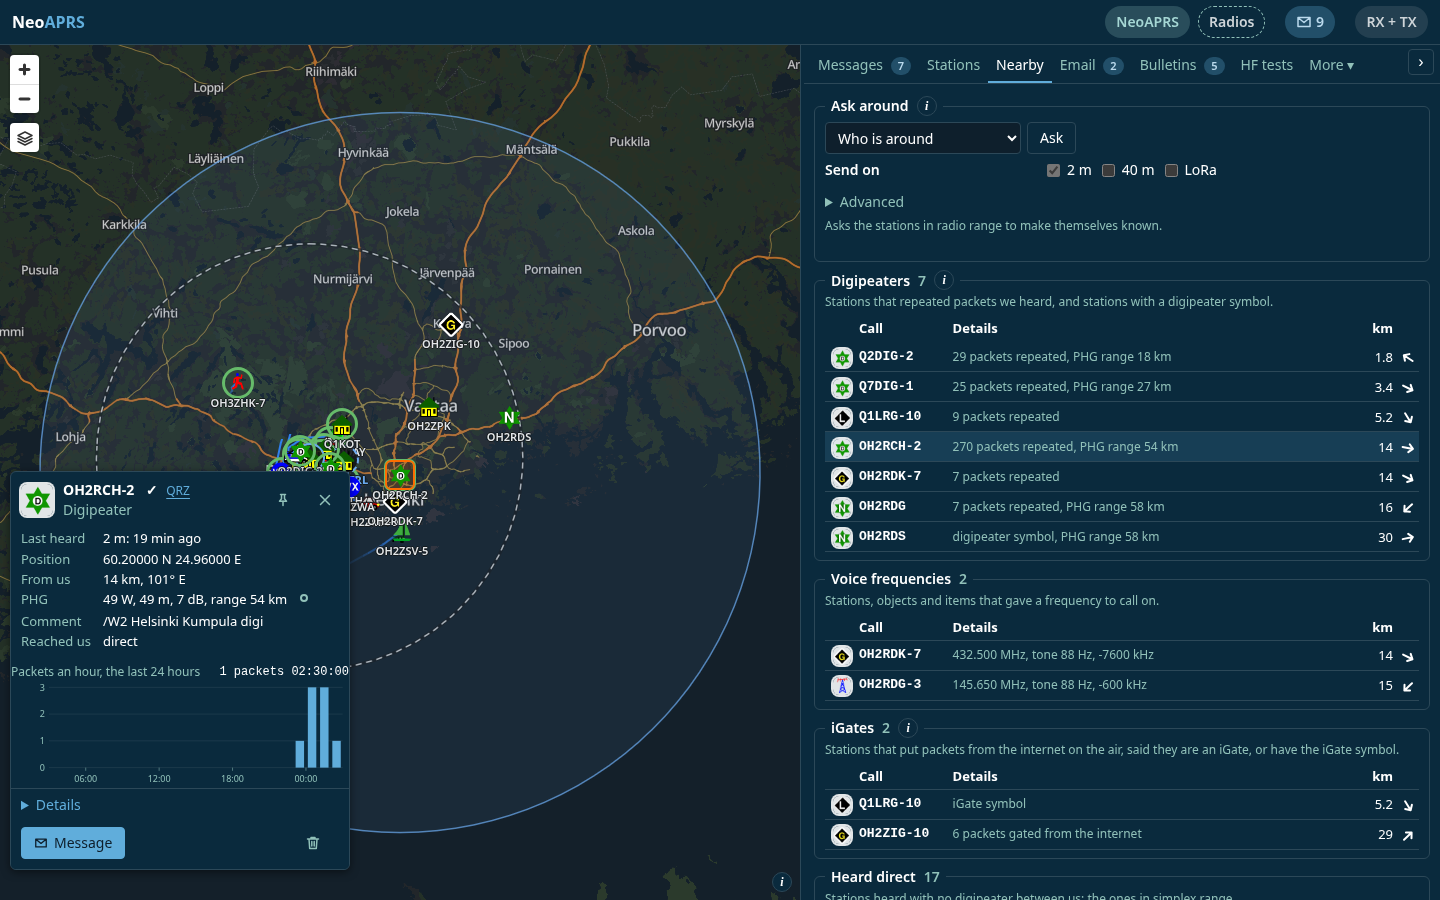 NeoAPRS
NeoAPRS Radios 9 RX + TX
Messages 7 Stations Nearby Email 2 Bulletins 5 HF tests More ▾ ›
+
−
Riihimäki
Loppi
Myrskylä
Pukkila
Mäntsälä
Hyvinkää
Läyliäinen
Jokela
Karkkila
Askola
Pusula
Nurmijärvi
Järvenpää
Pornainen
Vihti
Porvoo
OH2ZIG-10
Sipoo
OH3ZHK-7
OH2ZPK
N
OH2RDS
Lohja
Q1KOT
OH2RCH-2
OH2RDK-7
OH2ZSV-5
OH2RCH-2 ✓ QRZ
Digipeater
Last heard 2 m: 19 min ago
Position 60.20000 N 24.96000 E
From us 14 km, 101° E
PHG 49 W, 49 m, 7 dB, range 54 km
Comment /W2 Helsinki Kumpula digi
Reached us direct
Packets an hour, the last 24 hours 1 packets 02:30:00
3
2
1
0
06:00 12:00 18:00 00:00
Details
Message
Ask around i
Who is around Ask
Send on 2 m 40 m LoRa
Advanced
Asks the stations in radio range to make themselves known.
Digipeaters 7 i
Stations that repeated packets we heard, and stations with a digipeater symbol.
Call Details km
Q2DIG-2 29 packets repeated, PHG range 18 km 1.8
Q7DIG-1 25 packets repeated, PHG range 27 km 3.4
Q1LRG-10 9 packets repeated 5.2
OH2RCH-2 270 packets repeated, PHG range 54 km 14
OH2RDK-7 7 packets repeated 14
OH2RDG 7 packets repeated, PHG range 58 km 16
OH2RDS digipeater symbol, PHG range 58 km 30
Voice frequencies 2
Stations, objects and items that gave a frequency to call on.
Call Details km
OH2RDK-7 432.500 MHz, tone 88 Hz, -7600 kHz 14
OH2RDG-3 145.650 MHz, tone 88 Hz, -600 kHz 15
iGates 2 i
Stations that put packets from the internet on the air, said they are an iGate, or have the iGate symbol.
Call Details km
Q1LRG-10 iGate symbol 5.2
OH2ZIG-10 6 packets gated from the internet 29
Heard direct 17
Stations heard with no digipeater between us: the ones in simplex range.
i